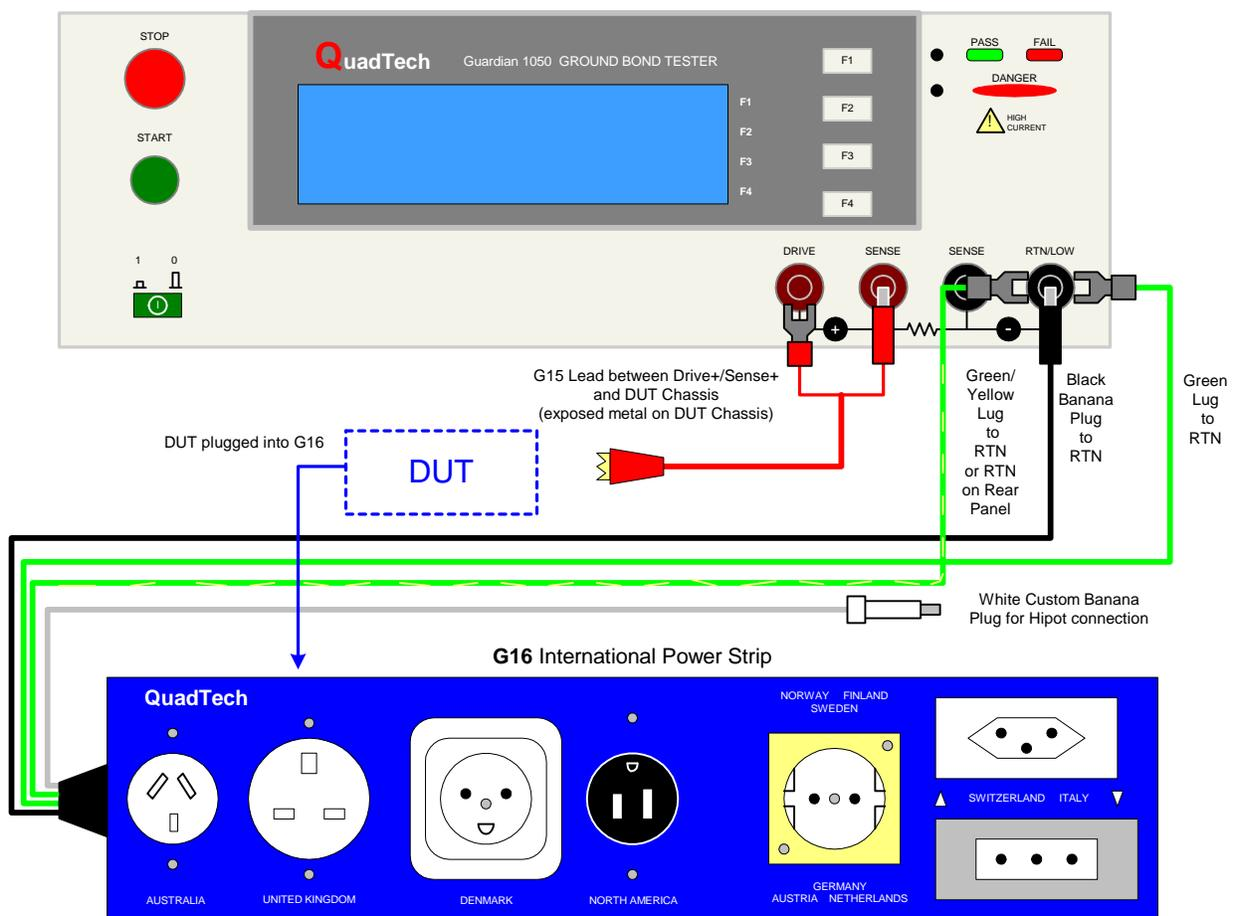 STOP
QuadTech Guardian 1050 GROUND BOND TESTER
F1
PASS FAIL
DANGER
F1
F2
! HIGH
CURRENT
START
F2
F3
F3
F4
F4
1 0
DRIVE SENSE SENSE RTN/LOW
+ -
G15 Lead between Drive+/Sense+
and DUT Chassis
(exposed metal on DUT Chassis)
Green/
Yellow
Lug
to
RTN
or RTN
on Rear
Panel
Black
Banana
Plug
to
RTN
Green
Lug
to
RTN
DUT plugged into G16
DUT
White Custom Banana
Plug for Hipot connection
G16 International Power Strip
QuadTech
NORWAY FINLAND
SWEDEN
SWITZERLAND ITALY
AUSTRALIA
UNITED KINGDOM
DENMARK
NORTH AMERICA
GERMANY
AUSTRIA NETHERLANDS